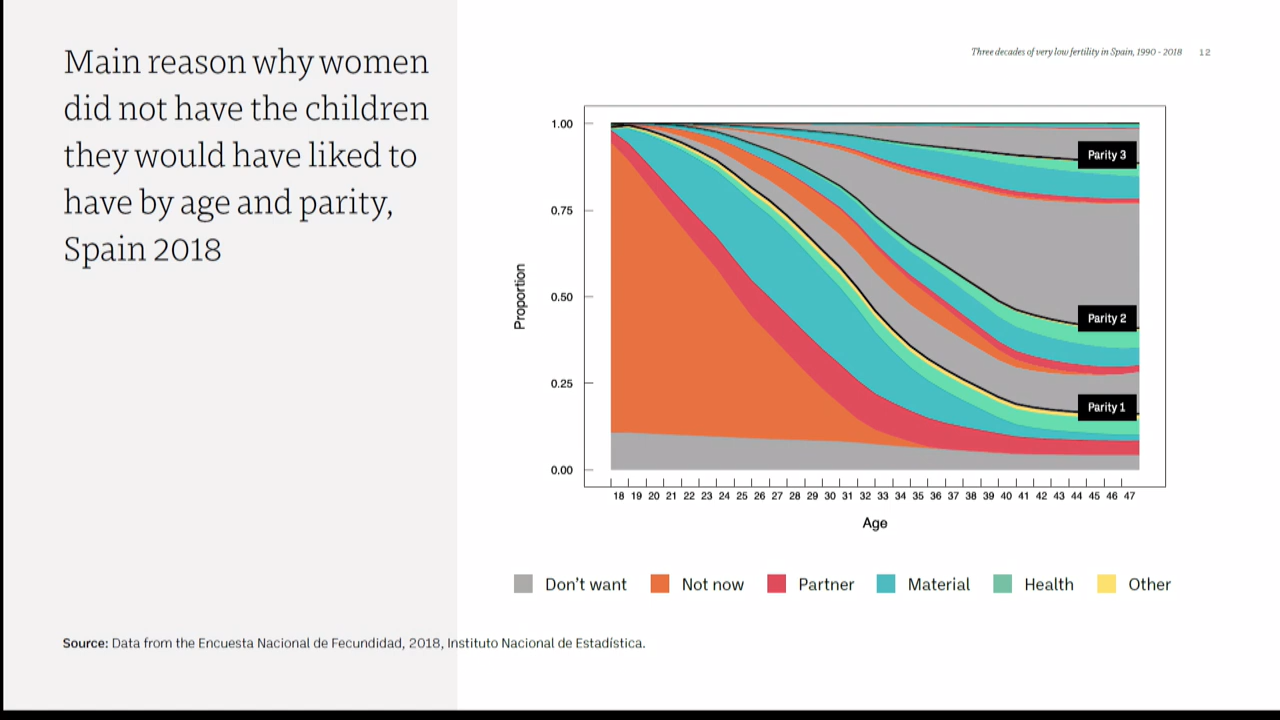 Main reason why women
did not have the children
they would have liked to
have by age and parity,
Spain 2018
Three decades of very low fertility in Spain, 1990 - 2018 12
1.00
0.75
0.50
0.25
0.00
Proportion
Parity 3
Parity 2
Parity 1
18 19 20 21 22 23 24 25 26 27 28 29 30 31 32 33 34 35 36 37 38 39 40 41 42 43 44 45 46 47
Age
Don't want Not now Partner Material Health Other
Source: Data from the Encuesta Nacional de Fecundidad, 2018, Instituto Nacional de Estadística.